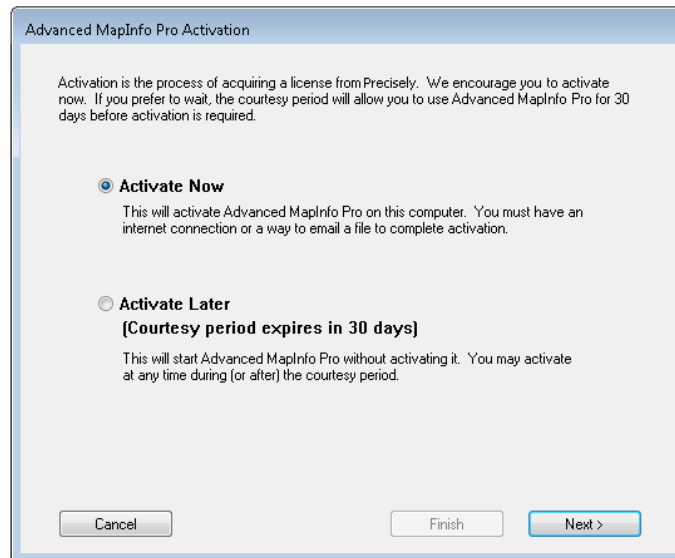 Advanced MapInfo Pro Activation
Activation is the process of acquiring a license from Precisely. We encourage you to activate
now. If you prefer to wait, the courtesy period will allow you to use Advanced MapInfo Pro for 30
days before activation is required.
Activate Now
This will activate Advanced MapInfo Pro on this computer. You must have an
internet connection or a way to email a file to complete activation.
Activate Later
(Courtesy period expires in 30 days)
This will start Advanced MapInfo Pro without activating it. You may activate
at any time during (or after) the courtesy period.
Cancel
Finish
Next >